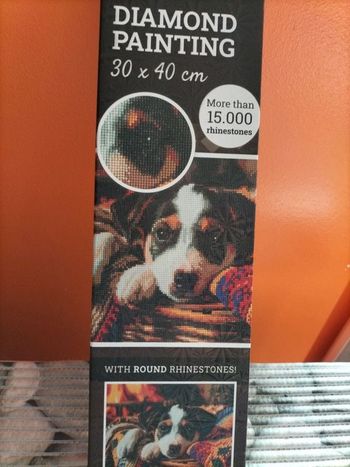 DIAMOND
PAINTING
30 x 40 cm
More than
15.000
rhinestones
WITH ROUND RHINESTONES!